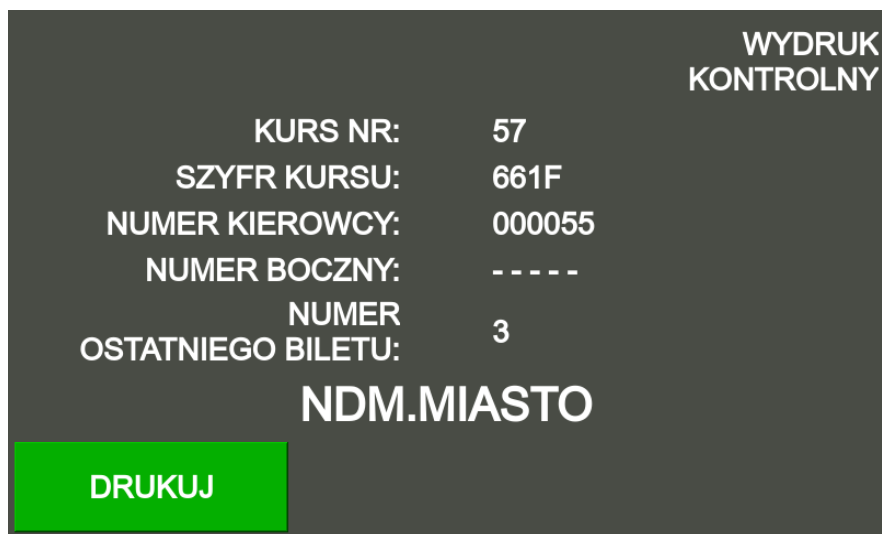 WYDRUK
KONTROLNY
KURS NR: 57
SZYFR KURSU: 661F
NUMER KIEROWCY: 000055
NUMER BOCZNY: - - - - -
NUMER
OSTATNIEGO BILETU: 3
NDM.MIASTO
DRUKUJ